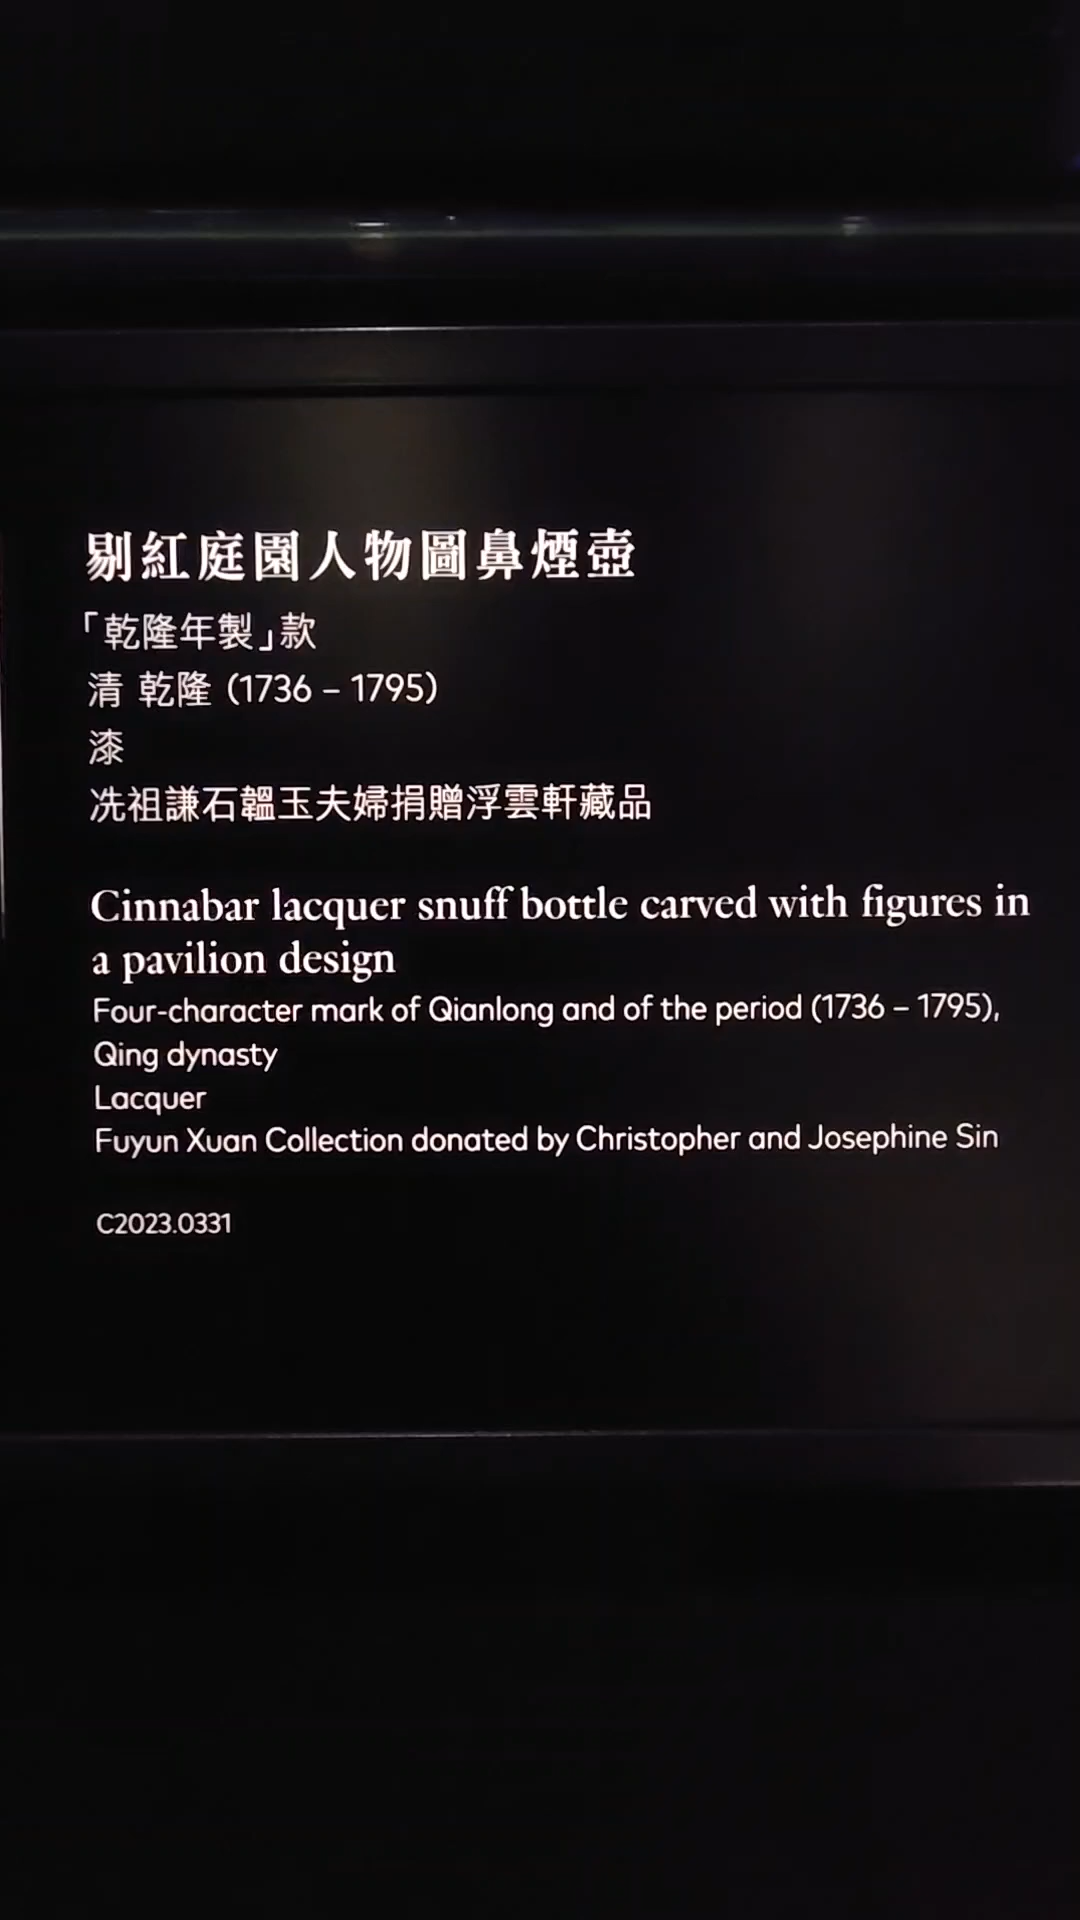 剔紅庭園人物圖鼻煙壺
「乾隆年製」款
清 乾隆 (1736 – 1795)
漆
冼祖謙石韞玉夫婦捐贈浮雲軒藏品
Cinnabar lacquer snuff bottle carved with figures in
a pavilion design
Four-character mark of Qianlong and of the period (1736 – 1795),
Qing dynasty
Lacquer
Fuyun Xuan Collection donated by Christopher and Josephine Sin
C2023.0331